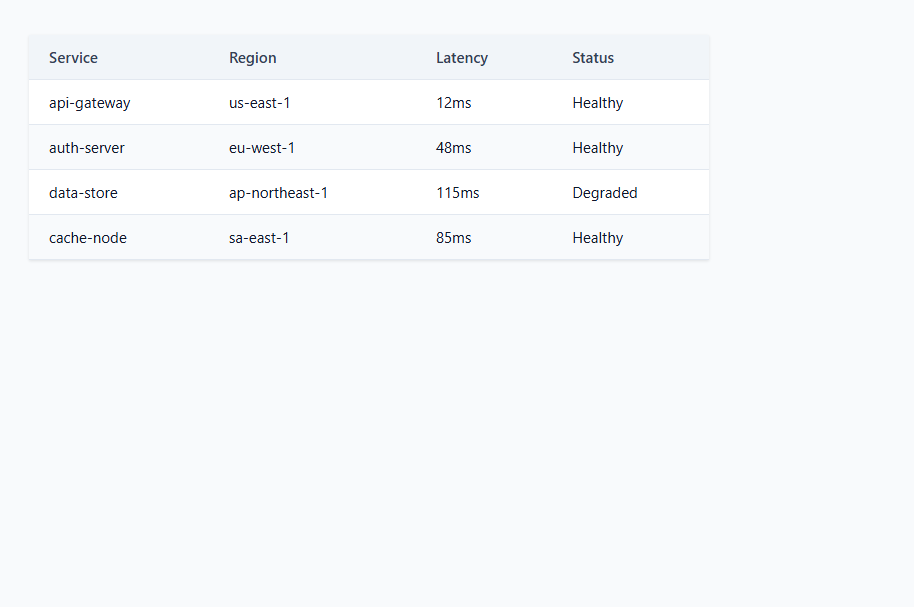 Service Region Latency Status
api-gateway us-east-1 12ms Healthy
auth-server eu-west-1 48ms Healthy
data-store ap-northeast-1 115ms Degraded
cache-node sa-east-1 85ms Healthy